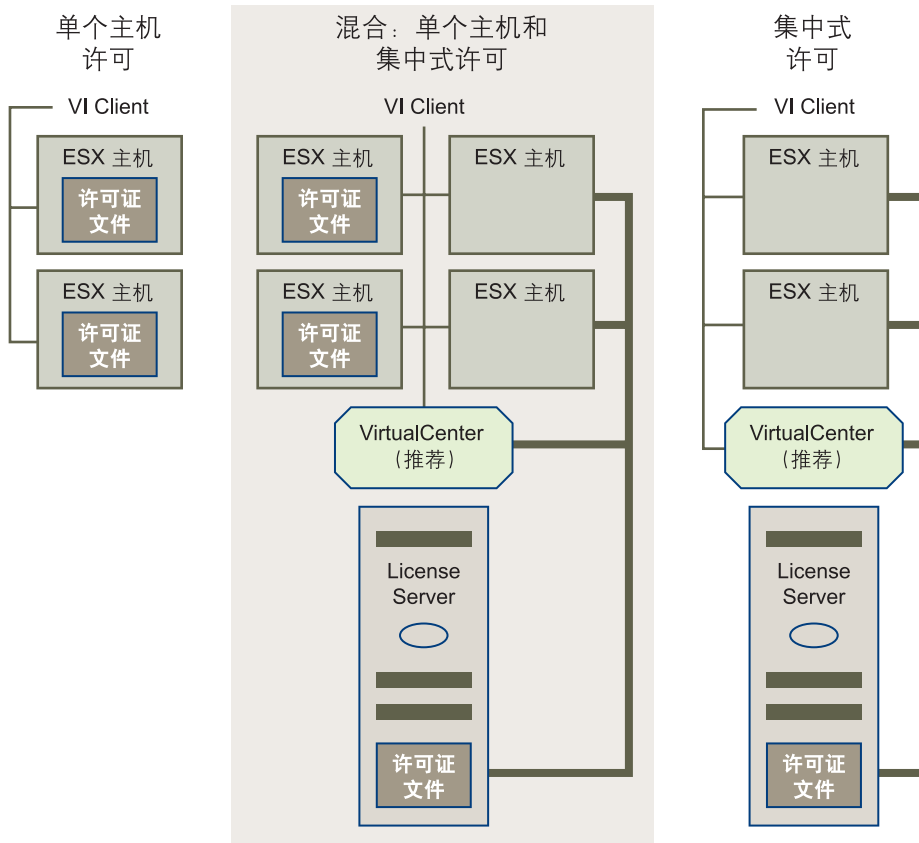 单个主机
许可
VI Client
ESX 主机
许可证
文件
ESX 主机
许可证
文件
混合：单个主机和
集中式许可
VI Client
ESX 主机
许可证
文件
ESX 主机
ESX 主机
许可证
文件
ESX 主机
VirtualCenter
（推荐）
License
Server
许可证
文件
集中式
许可
VI Client
ESX 主机
ESX 主机
VirtualCenter
（推荐）
License
Server
许可证
文件